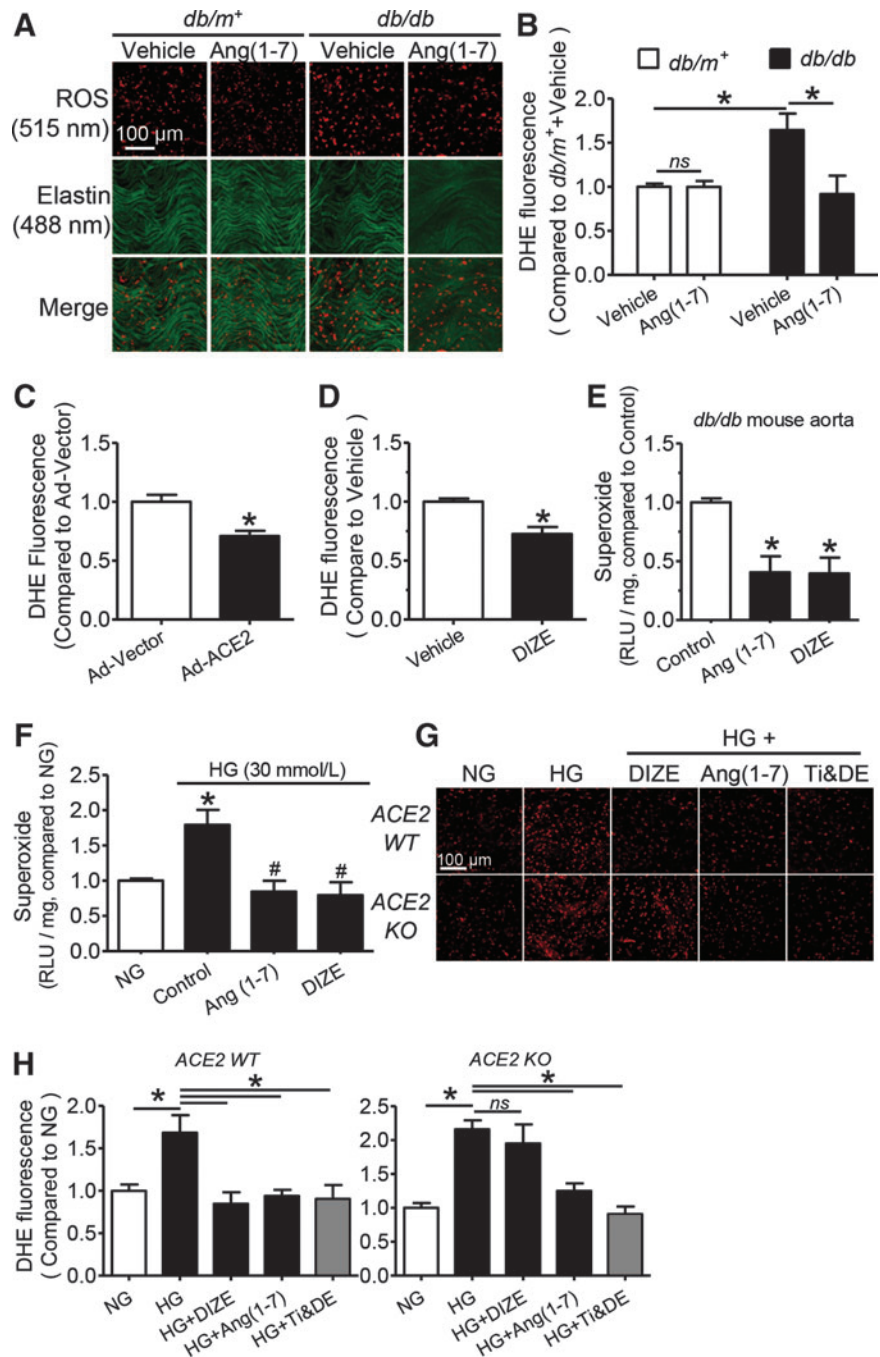 A
db/m+ db/db
Vehicle Ang(1-7) Vehicle Ang(1-7)
ROS
(515 nm)
100 µm
Elastin
(488 nm)
Merge
B
db/m+ db/db
DHE fluorescence
( Compared to db/m++Vehicle )
2.0
1.5
1.0
0.5
0.0
* *
ns
Vehicle Ang(1-7) Vehicle Ang(1-7)
C
DHE Fluorescence
(Compared to Ad-Vector)
1.5
1.0
0.5
0.0
*
Ad-Vector Ad-ACE2
D
DHE fluorescence
( Compare to Vehicle )
1.5
1.0
0.5
0.0
*
Vehicle DIZE
E
db/db mouse aorta
Superoxide
(RLU / mg, compared to Control)
1.5
1.0
0.5
0.0
* *
Control Ang (1-7) DIZE
F
HG (30 mmol/L)
Superoxide
(RLU / mg, compared to NG)
2.5
2.0
1.5
1.0
0.5
0.0
* # #
NG Control Ang (1-7) DIZE
G
HG +
NG HG DIZE Ang(1-7) Ti&DE
ACE2
WT
100 µm
ACE2
KO
H
ACE2 WT
DHE fluorescence
( Compared to NG )
2.0
1.5
1.0
0.5
0.0
* *
NG HG HG+DIZE HG+Ang(1-7) HG+Ti&DE
ACE2 KO
2.5
2.0
1.5
1.0
0.5
0.0
* *
ns
NG HG HG+DIZE HG+Ang(1-7) HG+Ti&DE